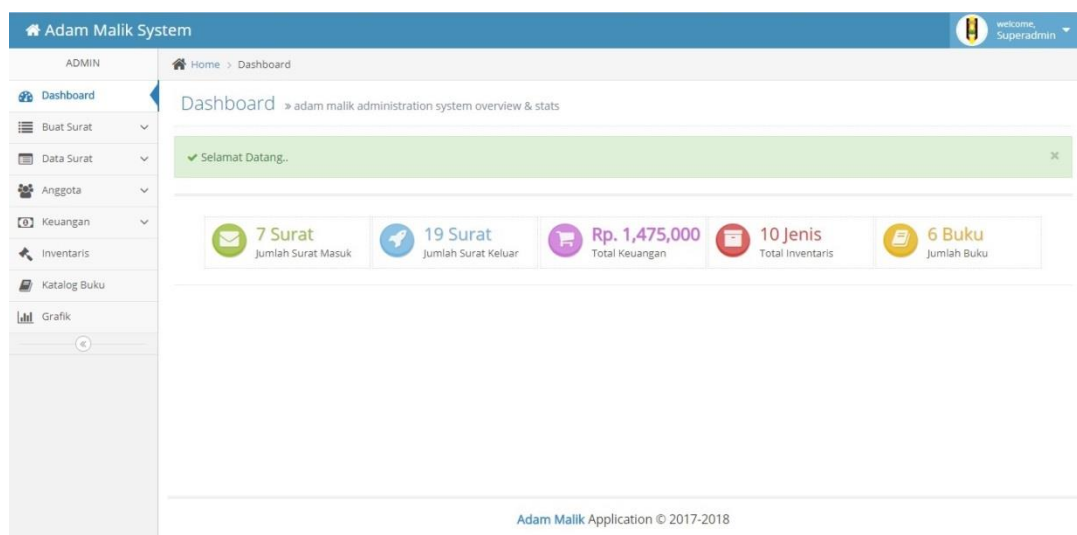 Adam Malik System
welcome,
Superadmin
ADMIN
Home > Dashboard
Dashboard
Buat Surat
Data Surat
Anggota
Keuangan
Inventaris
Katalog Buku
Grafik
Dashboard » adam malik administration system overview & stats
Selamat Datang..
7 Surat
Jumlah Surat Masuk
19 Surat
Jumlah Surat Keluar
Rp. 1,475,000
Total Keuangan
10 Jenis
Total Inventaris
6 Buku
Jumlah Buku
Adam Malik Application © 2017-2018